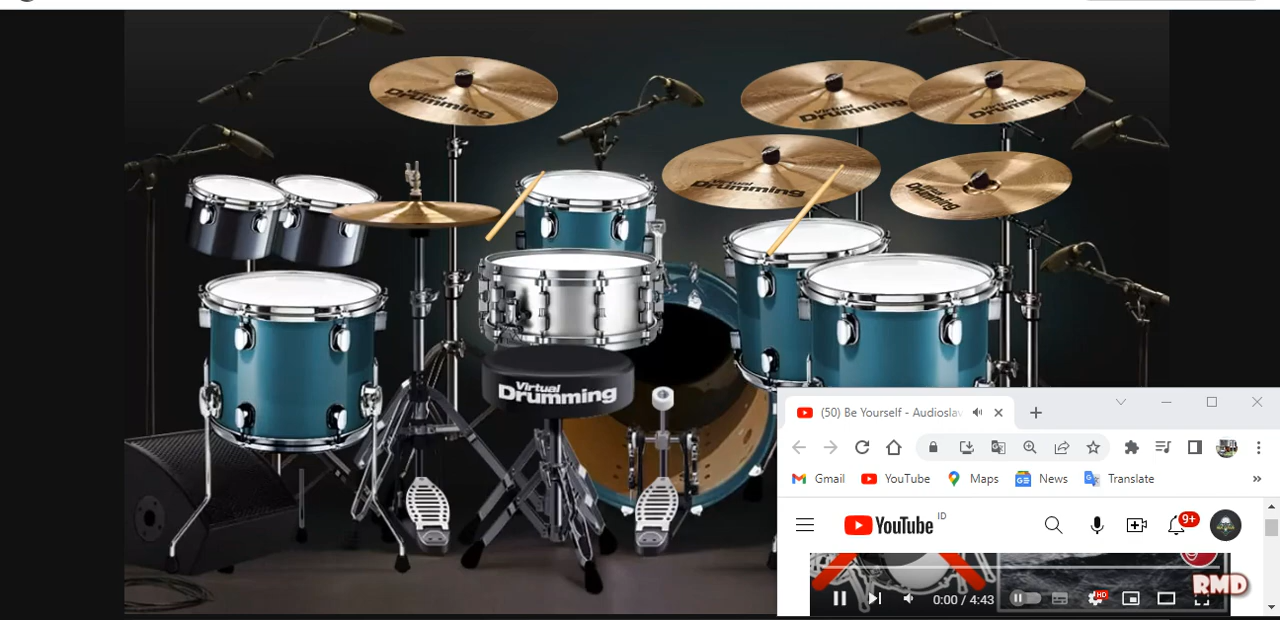 Virtual
Drumming
Virtual
Drumming
Virtual
Drumming
Virtual
Drumming
Virtual
Drumming
Virtual
Drumming
(50) Be Yourself - Audioslav
Gmail
YouTube
Maps
News
Translate
»
YouTube ID
9+
HD
0:00 / 4:43
RMD